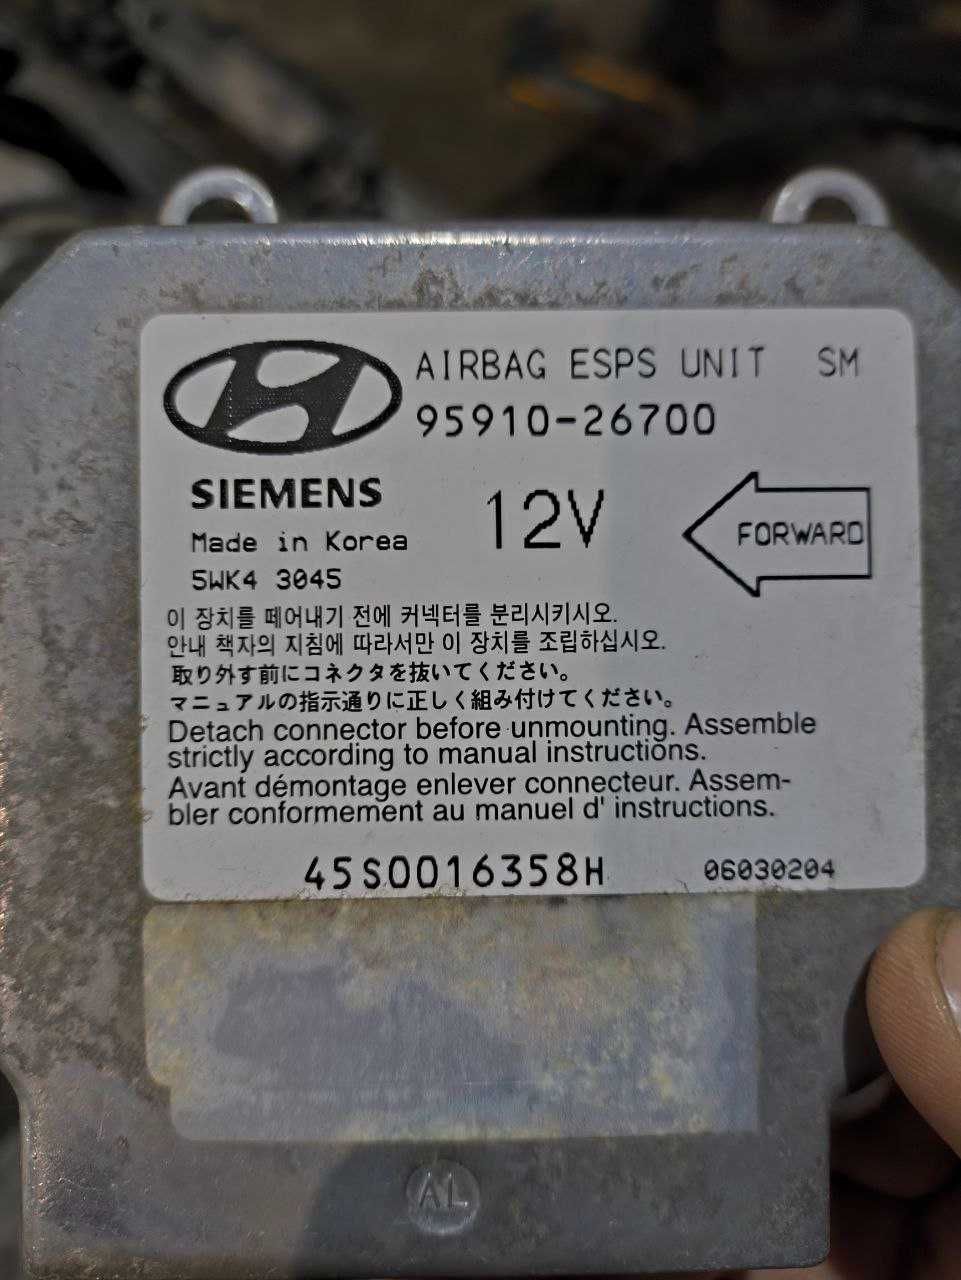 AIRBAG ESPS UNIT SM
95910-26700
SIEMENS
12V
FORWARD
Made in Korea
5WK4 3045
이 장치를 떼어내기 전에 커넥터를 분리시키시오.
안내 책자의 지침에 따라서만 이 장치를 조립하십시오.
取り外す前にコネクタを抜いてください。
マニュアルの指示通りに正しく組み付けてください。
Detach connector before unmounting. Assemble
strictly according to manual instructions.
Avant démontage enlever connecteur. Assem-
bler conformement au manuel d' instructions.
45S0016358H 06030204
AL